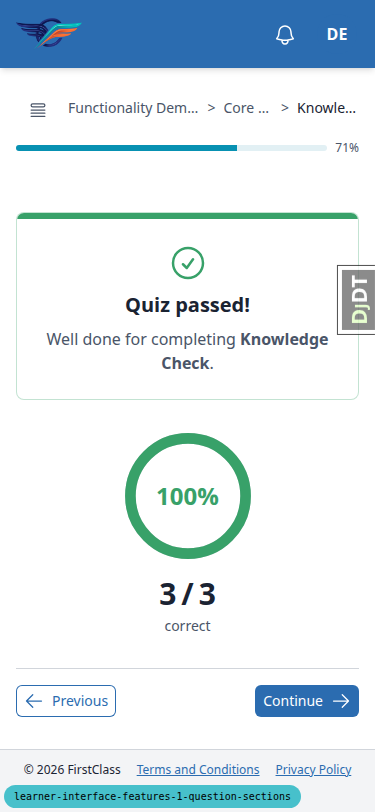 DE
Functionality Dem... > Core ... > Knowle...
71%
Quiz passed!
Well done for completing Knowledge
Check.
DjDT
100%
3 / 3
correct
Previous
Continue
© 2026 FirstClass Terms and Conditions Privacy Policy
learner-interface-features-1-question-sections